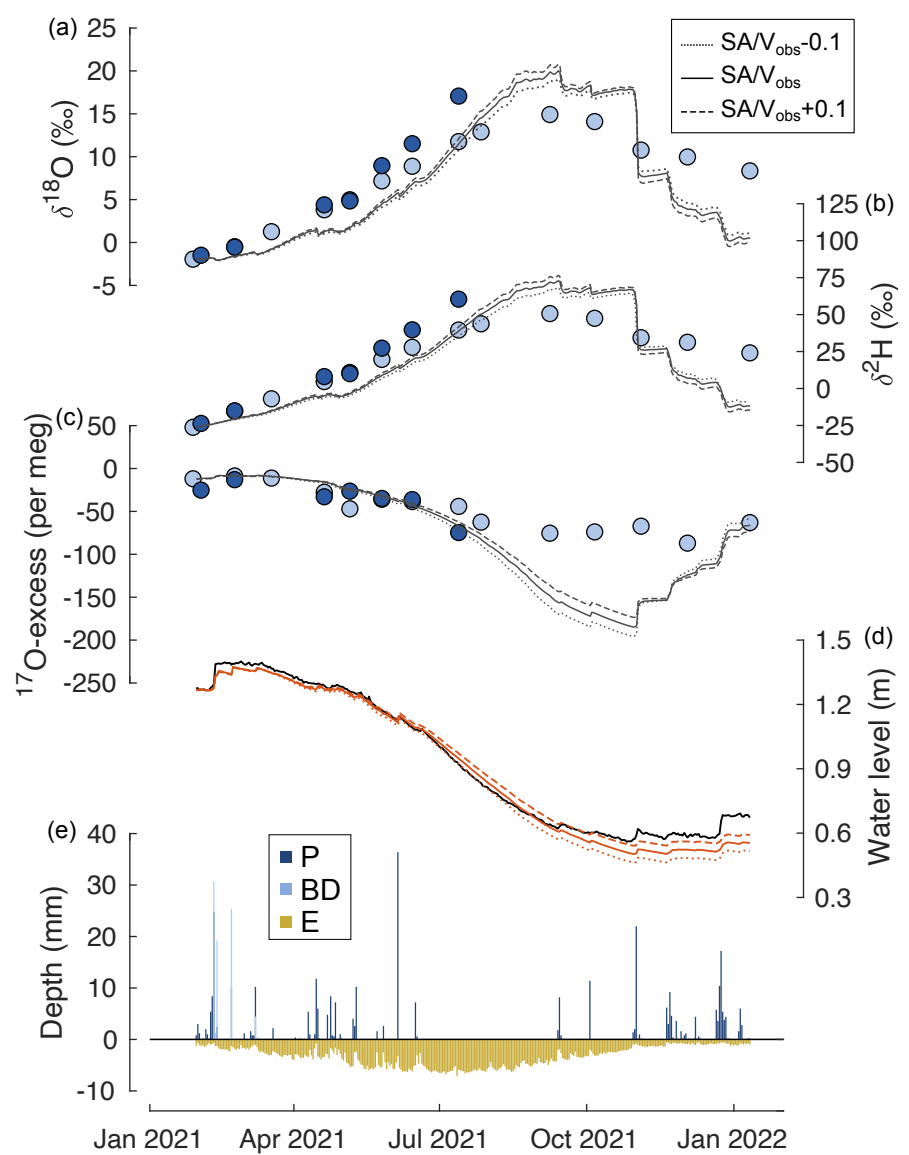 (a)
25
20
15
10
5
0
-5
δ¹⁸O (‰)
SA/V_obs-0.1
SA/V_obs
SA/V_obs+0.1
(b)
125
100
75
50
25
0
-25
-50
δ²H (‰)
(c)
50
0
-50
-100
-150
-200
-250
¹⁷O-excess (per meg)
(d)
1.5
1.2
0.9
0.6
0.3
Water level (m)
(e)
40
30
20
10
0
-10
Depth (mm)
P
BD
E
Jan 2021
Apr 2021
Jul 2021
Oct 2021
Jan 2022